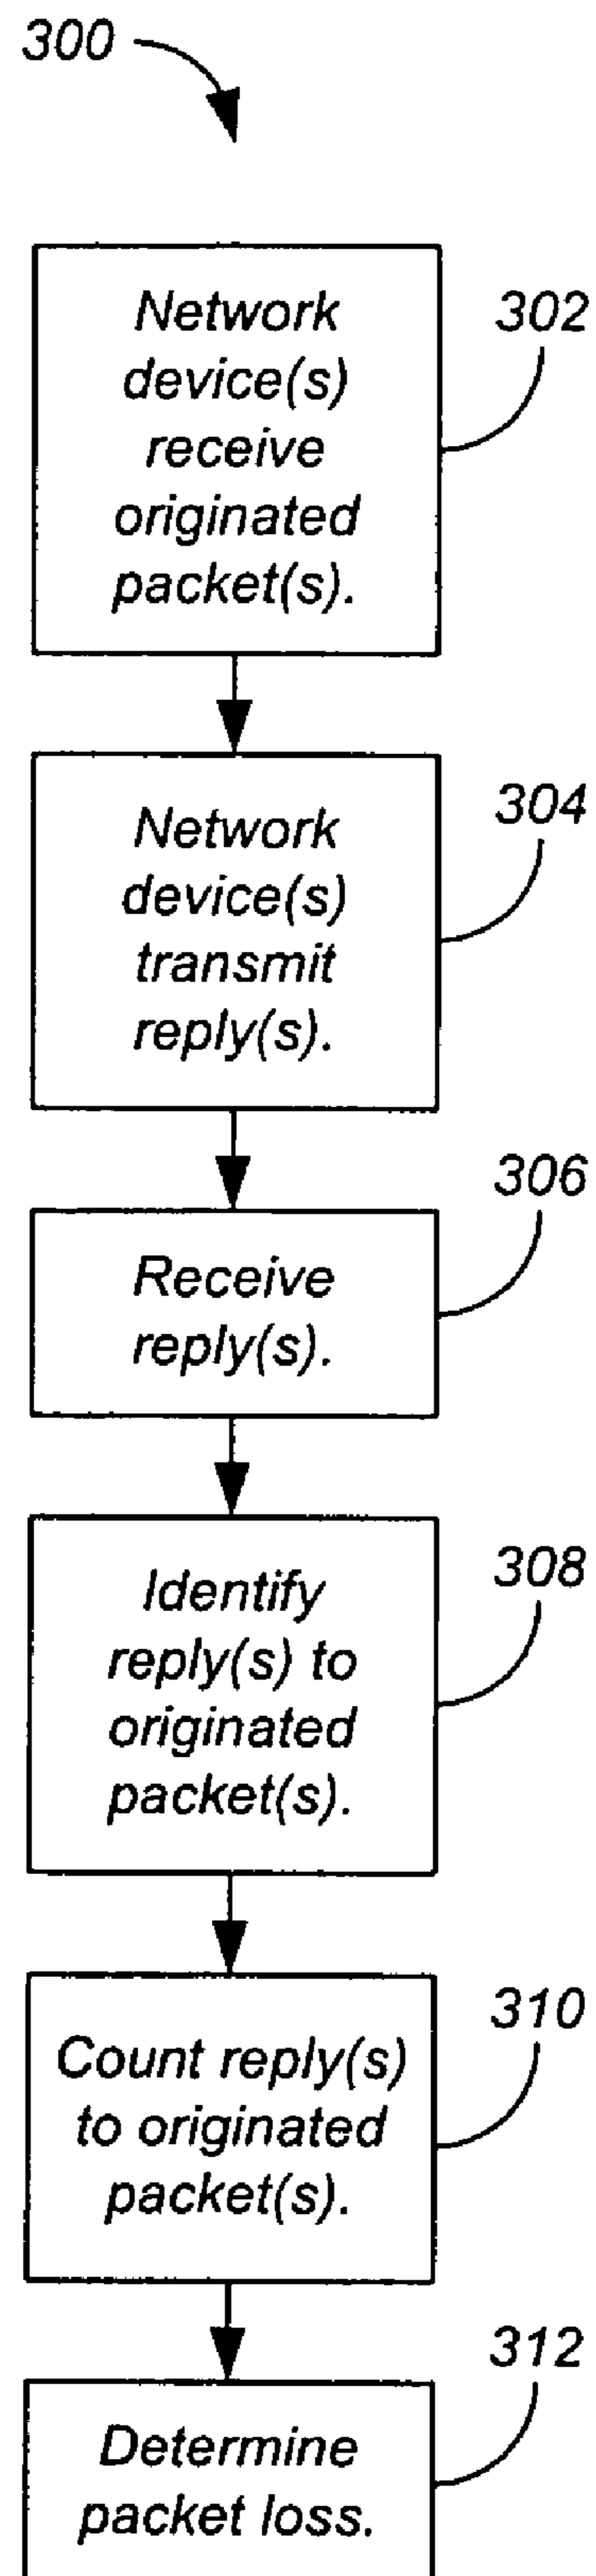 300
Network
device(s)
receive
originated
packet(s).
302
Network
device(s)
transmit
reply(s).
304
Receive
reply(s).
306
Identify
reply(s) to
originated
packet(s).
308
Count reply(s)
to originated
packet(s).
310
Determine
packet loss.
312